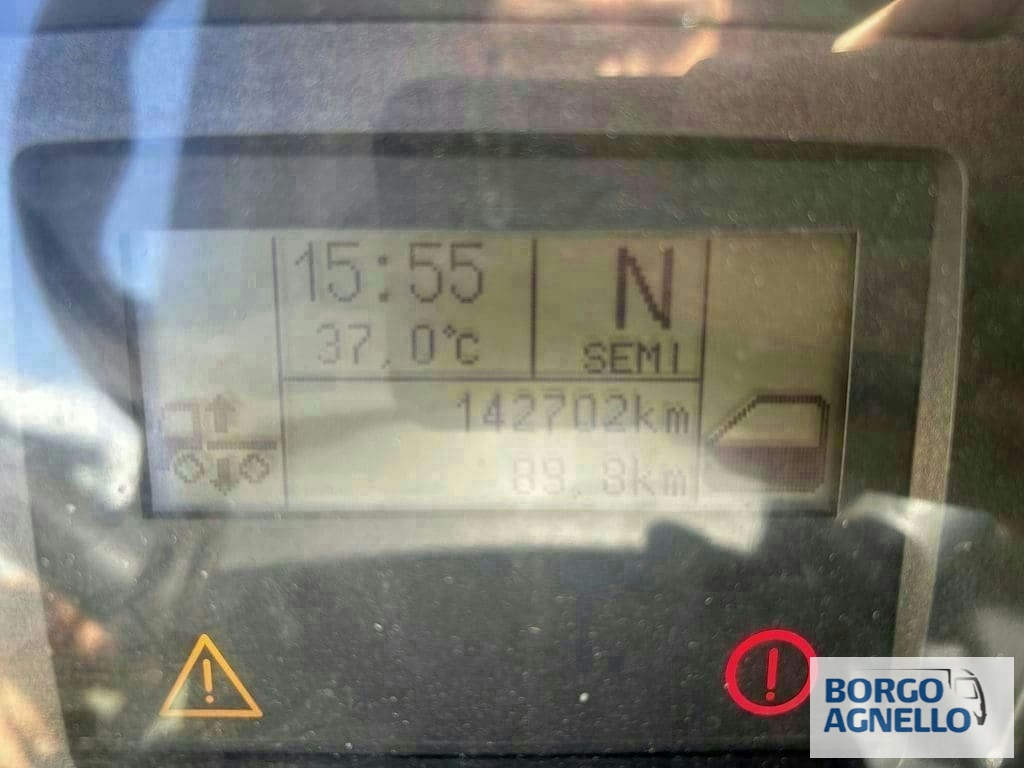 15:55
37,0°C
N
SEMI
142702km
89,8km
BORGO
AGNELLO